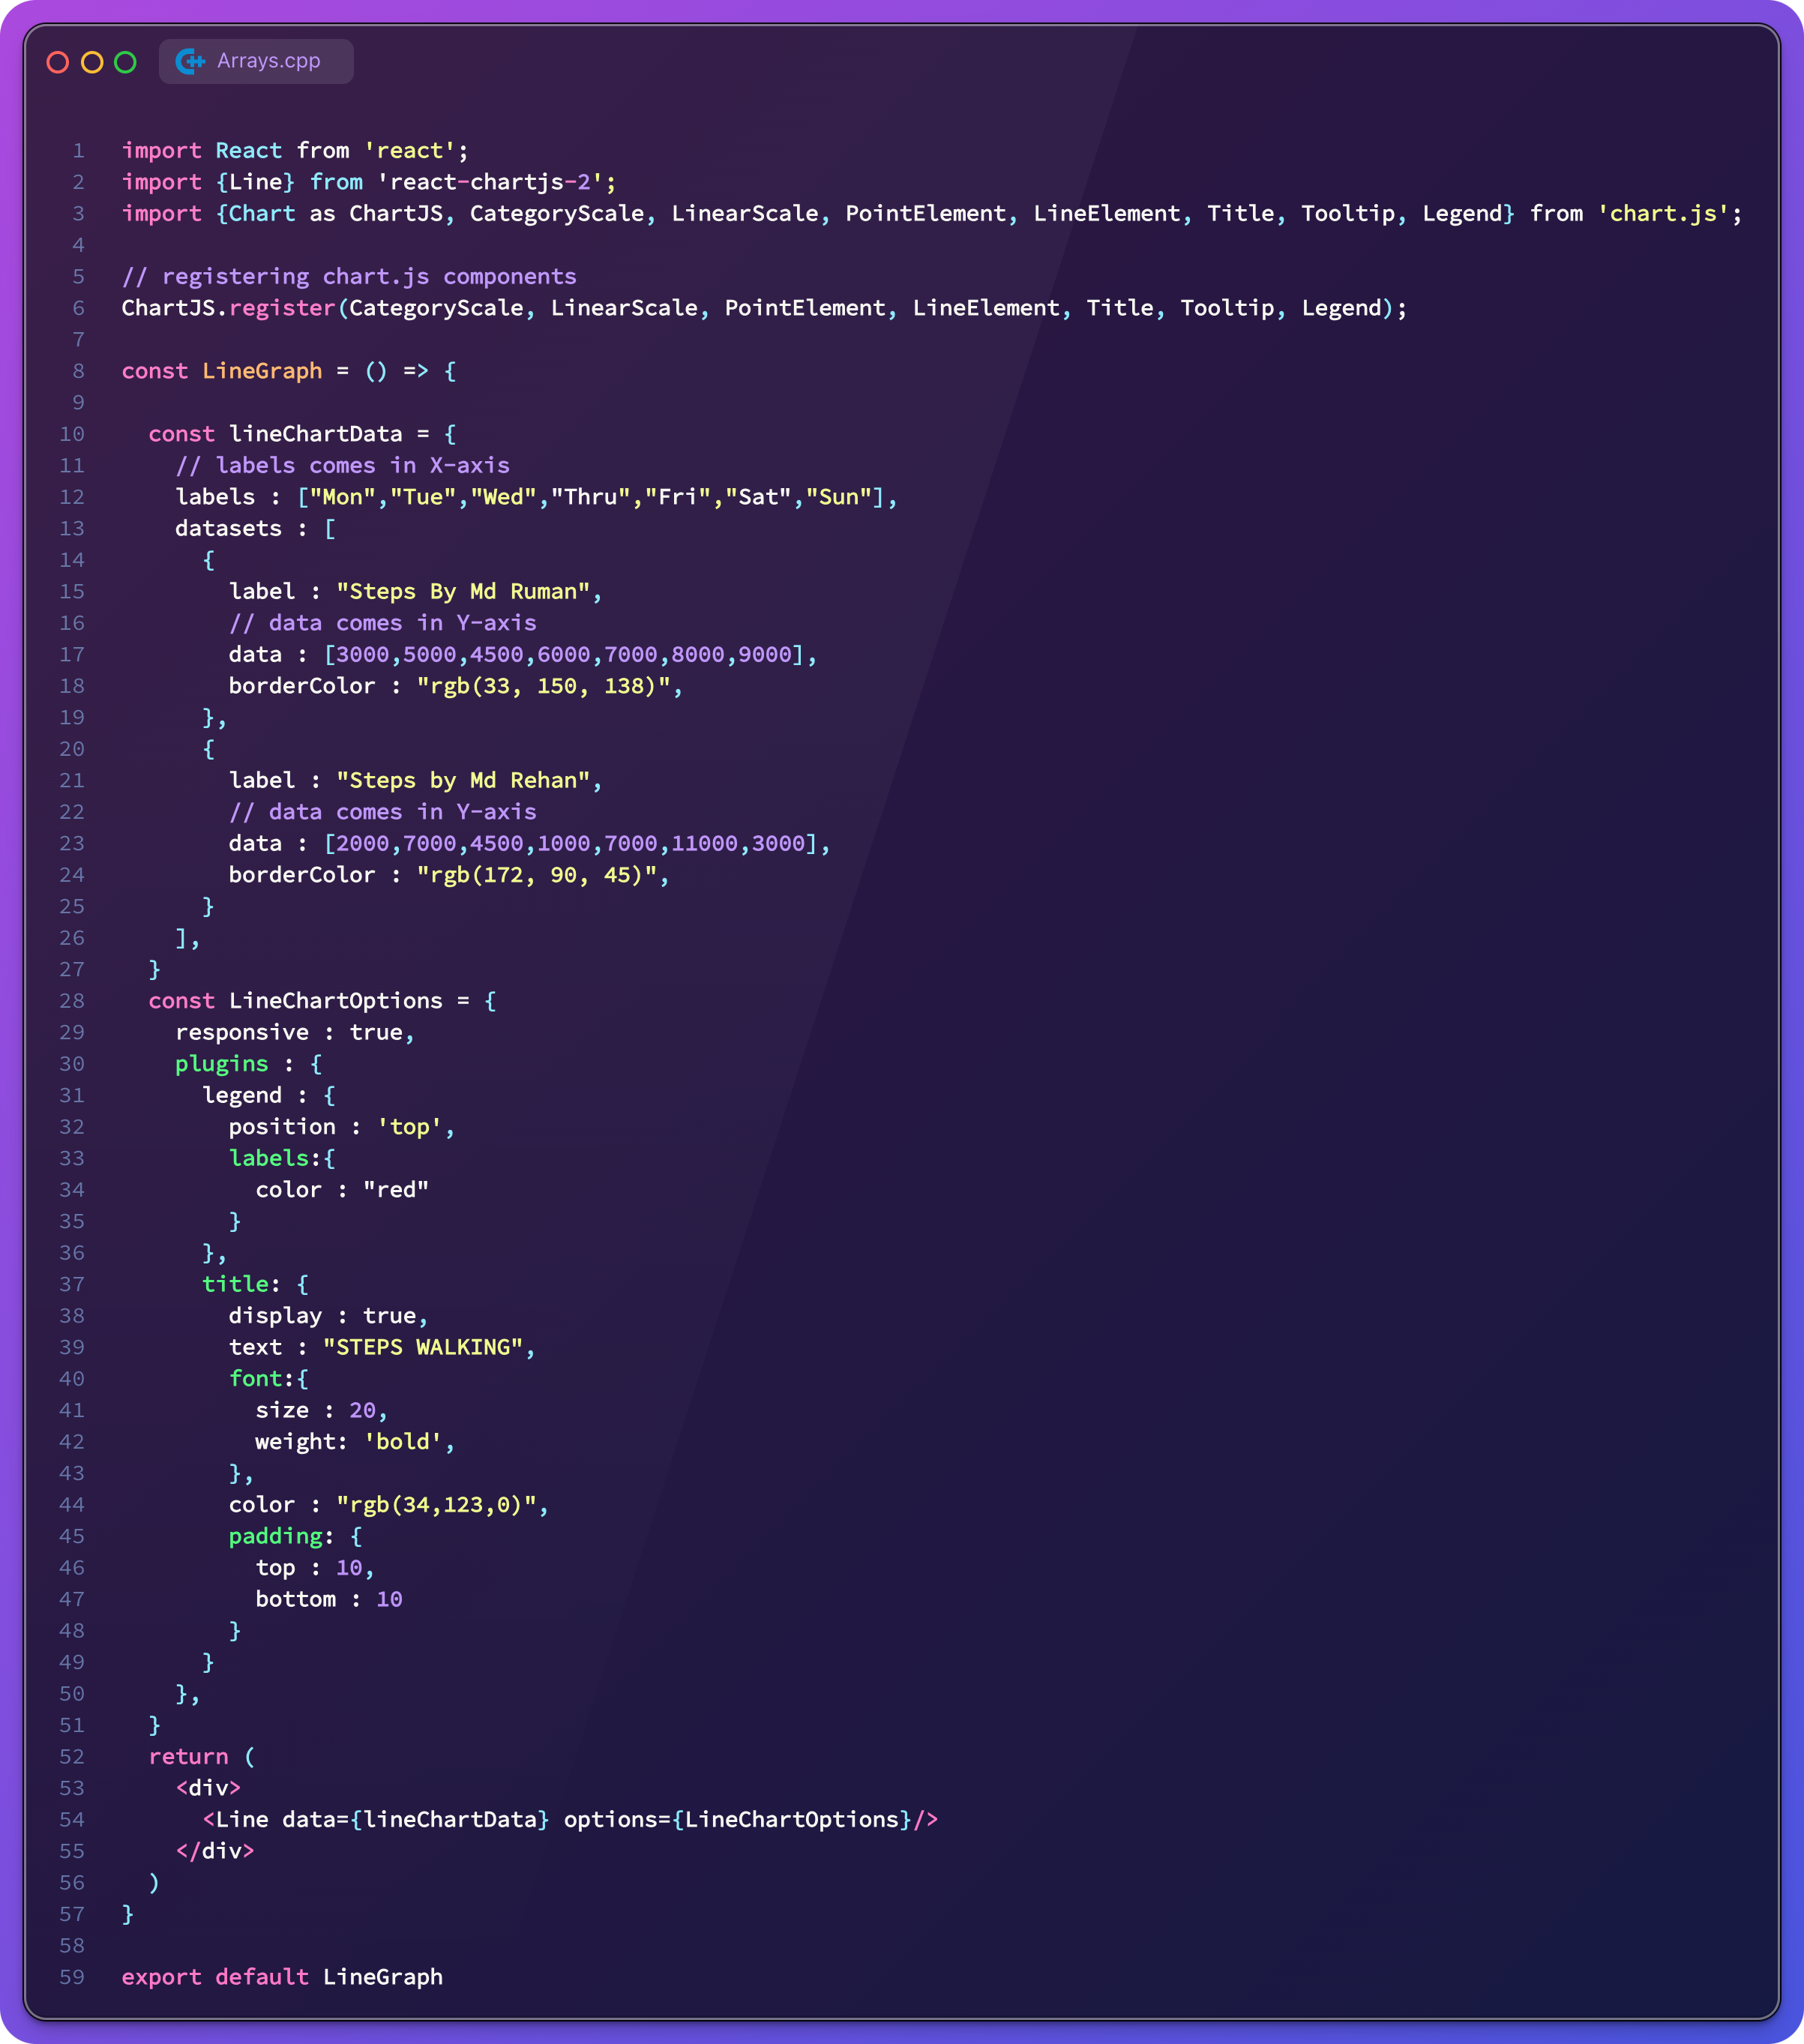 Arrays.cpp
1 import React from 'react';
2 import {Line} from 'react-chartjs-2';
3 import {Chart as ChartJS, CategoryScale, LinearScale, PointElement, LineElement, Title, Tooltip, Legend} from 'chart.js';
4
5 // registering chart.js components
6 ChartJS.register(CategoryScale, LinearScale, PointElement, LineElement, Title, Tooltip, Legend);
7
8 const LineGraph = () => {
9
10   const lineChartData = {
11     // labels comes in X-axis
12     labels : ["Mon","Tue","Wed","Thru","Fri","Sat","Sun"],
13     datasets : [
14       {
15         label : "Steps By Md Ruman",
16         // data comes in Y-axis
17         data : [3000,5000,4500,6000,7000,8000,9000],
18         borderColor : "rgb(33, 150, 138)",
19       },
20       {
21         label : "Steps by Md Rehan",
22         // data comes in Y-axis
23         data : [2000,7000,4500,1000,7000,11000,3000],
24         borderColor : "rgb(172, 90, 45)",
25       }
26     ],
27   }
28   const LineChartOptions = {
29     responsive : true,
30     plugins : {
31       legend : {
32         position : 'top',
33         labels:{
34           color : "red"
35         }
36       },
37       title: {
38         display : true,
39         text : "STEPS WALKING",
40         font:{
41           size : 20,
42           weight: 'bold',
43         },
44         color : "rgb(34,123,0)",
45         padding: {
46           top : 10,
47           bottom : 10
48         }
49       }
50     },
51   }
52   return (
53     <div>
54       <Line data={lineChartData} options={LineChartOptions}/>
55     </div>
56   )
57 }
58
59 export default LineGraph